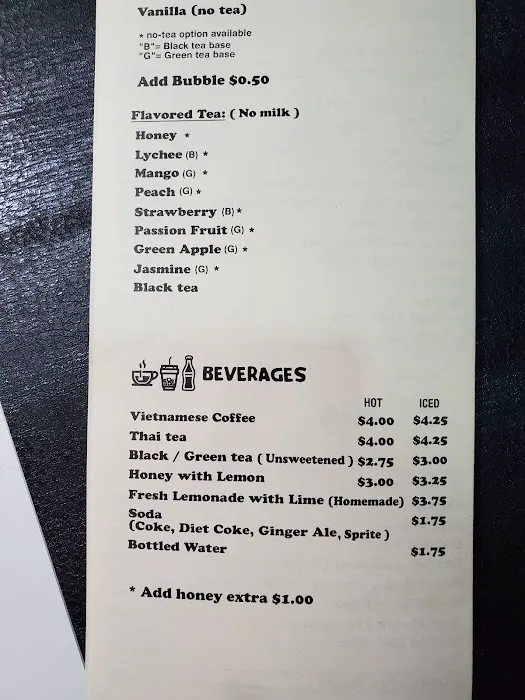 Vanilla (no tea)
* no-tea option available
"B"= Black tea base
"G"= Green tea base
Add Bubble $0.50
Flavored Tea: ( No milk )
Honey *
Lychee (B) *
Mango (G) *
Peach (G) *
Strawberry (B) *
Passion Fruit (G) *
Green Apple (G) *
Jasmine (G) *
Black tea
BEVERAGES
HOT ICED
Vietnamese Coffee $4.00 $4.25
Thai tea $4.00 $4.25
Black / Green tea ( Unsweetened ) $2.75 $3.00
Honey with Lemon $3.00 $3.25
Fresh Lemonade with Lime (Homemade) $3.75
Soda $1.75
(Coke, Diet Coke, Ginger Ale, Sprite )
Bottled Water $1.75
* Add honey extra $1.00